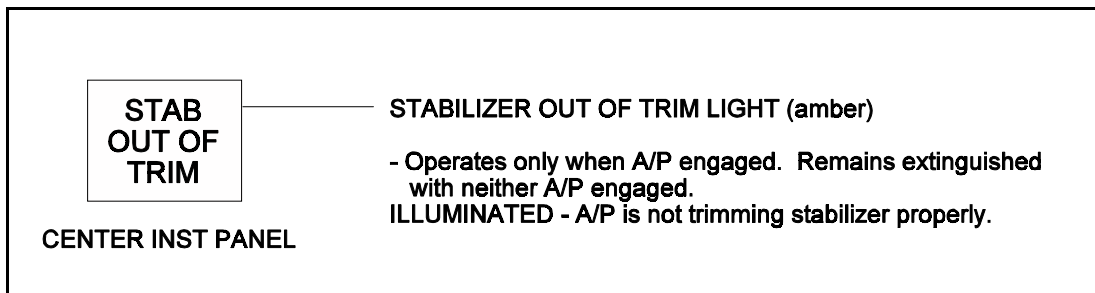 STAB
OUT OF
TRIM
CENTER INST PANEL
STABILIZER OUT OF TRIM LIGHT (amber)
- Operates only when A/P engaged. Remains extinguished
with neither A/P engaged.
ILLUMINATED - A/P is not trimming stabilizer properly.